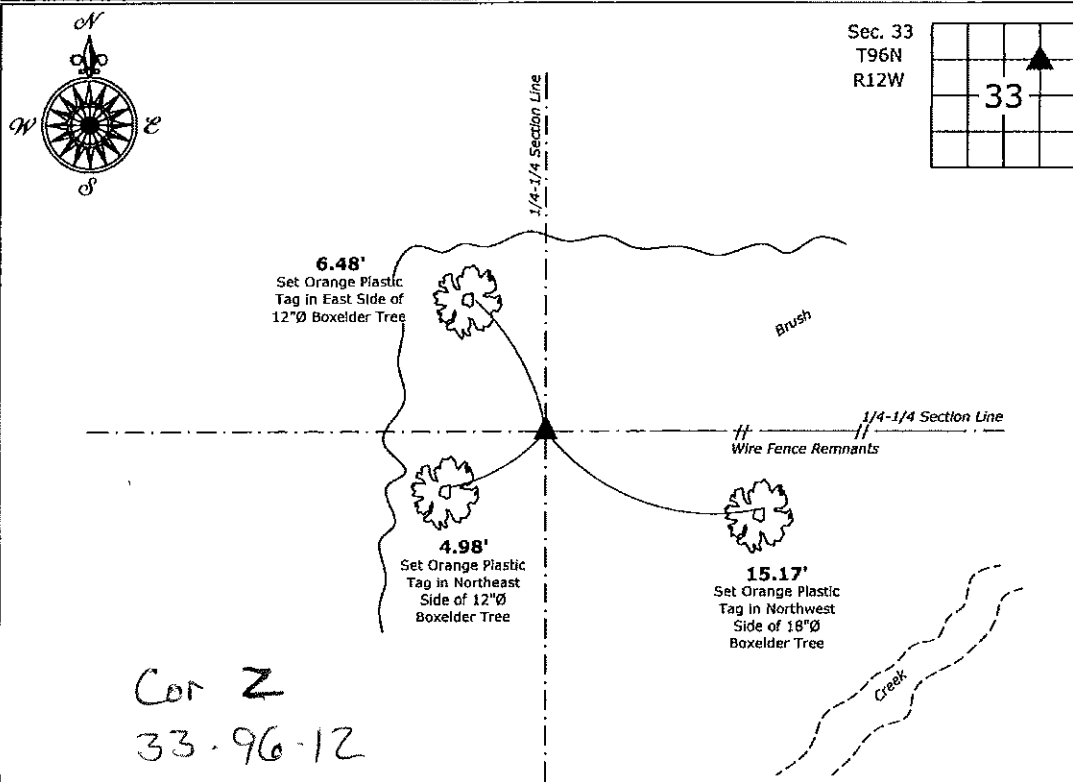 N
W
E
S
Sec. 33
T96N
R12W
33
1/4-1/4 Section Line
6.48'
Set Orange Plastic
Tag in East Side of
12"Ø Boxelder Tree
Brush
1/4-1/4 Section Line
Wire Fence Remnants
4.98'
Set Orange Plastic
Tag in Northeast
Side of 12"Ø
Boxelder Tree
15.17'
Set Orange Plastic
Tag in Northwest
Side of 18"Ø
Boxelder Tree
Creek
Cor Z
33.96.12